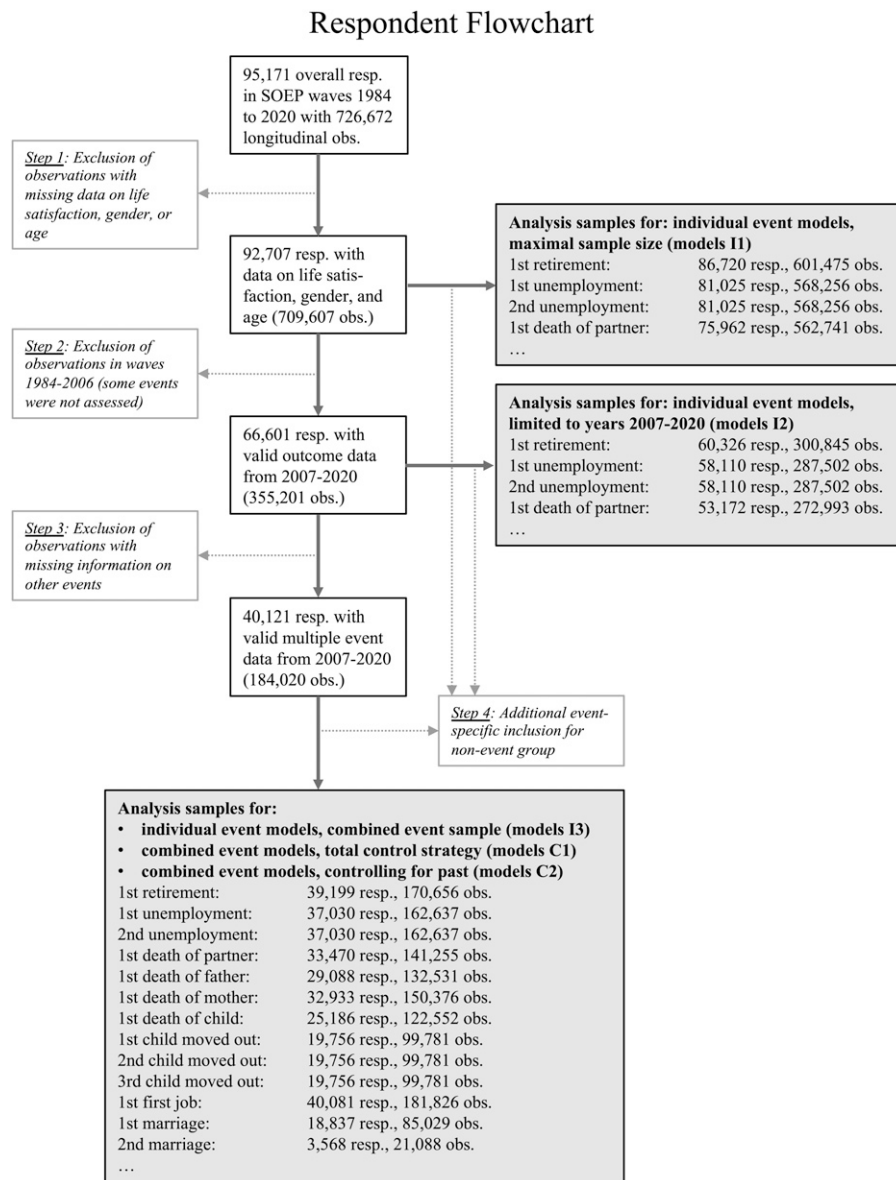 Respondent Flowchart
95,171 overall resp.
in SOEP waves 1984
to 2020 with 726,672
longitudinal obs.
Step 1: Exclusion of
observations with
missing data on life
satisfaction, gender, or
age
92,707 resp. with
data on life satis-
faction, gender, and
age (709,607 obs.)
Analysis samples for: individual event models,
maximal sample size (models I1)
1st retirement: 86,720 resp., 601,475 obs.
1st unemployment: 81,025 resp., 568,256 obs.
2nd unemployment: 81,025 resp., 568,256 obs.
1st death of partner: 75,962 resp., 562,741 obs.
…
Step 2: Exclusion of
observations in waves
1984-2006 (some events
were not assessed)
66,601 resp. with
valid outcome data
from 2007-2020
(355,201 obs.)
Analysis samples for: individual event models,
limited to years 2007-2020 (models I2)
1st retirement: 60,326 resp., 300,845 obs.
1st unemployment: 58,110 resp., 287,502 obs.
2nd unemployment: 58,110 resp., 287,502 obs.
1st death of partner: 53,172 resp., 272,993 obs.
…
Step 3: Exclusion of
observations with
missing information on
other events
40,121 resp. with
valid multiple event
data from 2007-2020
(184,020 obs.)
Step 4: Additional event-
specific inclusion for
non-event group
Analysis samples for:
• individual event models, combined event sample (models I3)
• combined event models, total control strategy (models C1)
• combined event models, controlling for past (models C2)
1st retirement: 39,199 resp., 170,656 obs.
1st unemployment: 37,030 resp., 162,637 obs.
2nd unemployment: 37,030 resp., 162,637 obs.
1st death of partner: 33,470 resp., 141,255 obs.
1st death of father: 29,088 resp., 132,531 obs.
1st death of mother: 32,933 resp., 150,376 obs.
1st death of child: 25,186 resp., 122,552 obs.
1st child moved out: 19,756 resp., 99,781 obs.
2nd child moved out: 19,756 resp., 99,781 obs.
3rd child moved out: 19,756 resp., 99,781 obs.
1st first job: 40,081 resp., 181,826 obs.
1st marriage: 18,837 resp., 85,029 obs.
2nd marriage: 3,568 resp., 21,088 obs.
…